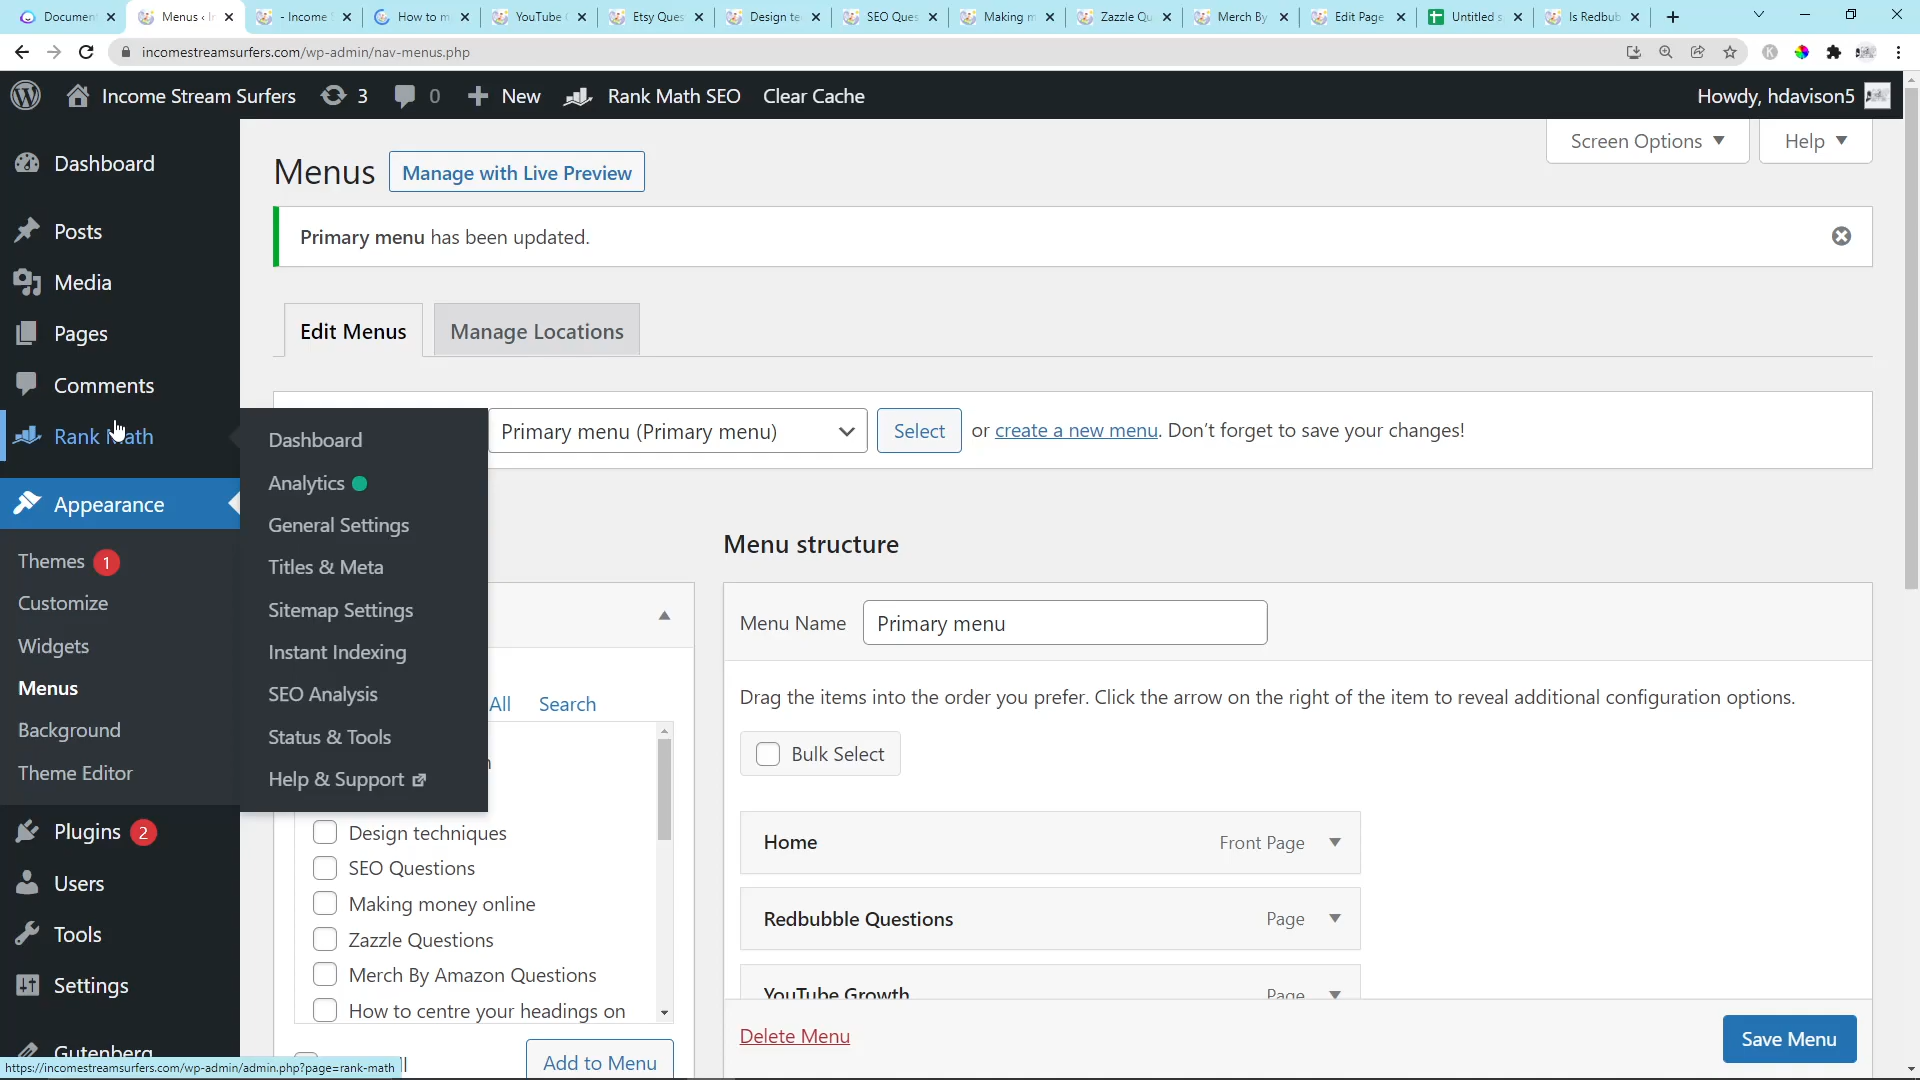 Documen
Menus ‹ I
- Income
How to m
YouTube
Etsy Ques
Design te
SEO Ques
Making m
Zazzle Qu
Merch By
Edit Page
Untitled s
Is Redbub
incomestreamsurfers.com/wp-admin/nav-menus.php
Income Stream Surfers 3 0 New Rank Math SEO Clear Cache Howdy, hdavison5
Screen Options Help
Menus Manage with Live Preview
Primary menu has been updated.
Edit Menus Manage Locations
Primary menu (Primary menu) Select or create a new menu. Don't forget to save your changes!
Dashboard
Posts
Media
Pages
Comments
Rank Math
Appearance
Themes 1
Customize
Widgets
Menus
Background
Theme Editor
Plugins 2
Users
Tools
Settings
Gutenberg
Dashboard
Analytics
General Settings
Titles & Meta
Sitemap Settings
Instant Indexing
SEO Analysis
Status & Tools
Help & Support
All Search
Design techniques
SEO Questions
Making money online
Zazzle Questions
Merch By Amazon Questions
How to centre your headings on
Add to Menu
Menu structure
Menu Name Primary menu
Drag the items into the order you prefer. Click the arrow on the right of the item to reveal additional configuration options.
Bulk Select
Home Front Page
Redbubble Questions Page
YouTube Growth Page
Delete Menu Save Menu
https://incomestreamsurfers.com/wp-admin/admin.php?page=rank-math